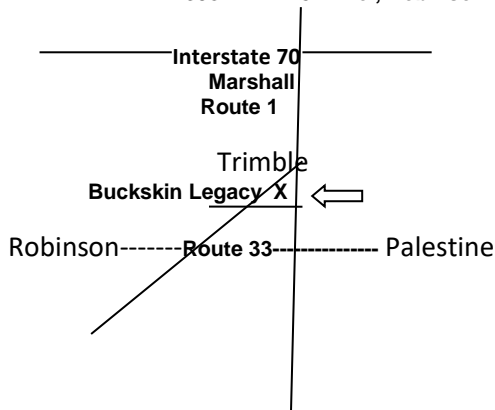 Interstate 70
Marshall
Route 1
Trimble
Buckskin Legacy X
Robinson-------Route 33--------------- Palestine